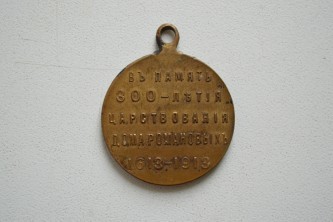 ВЪ ПАМЯТЬ
300-ЛѢТІЯ
ЦАРСТВОВАНІЯ
ДОМА РОМАНОВЫХЪ
1613-1913